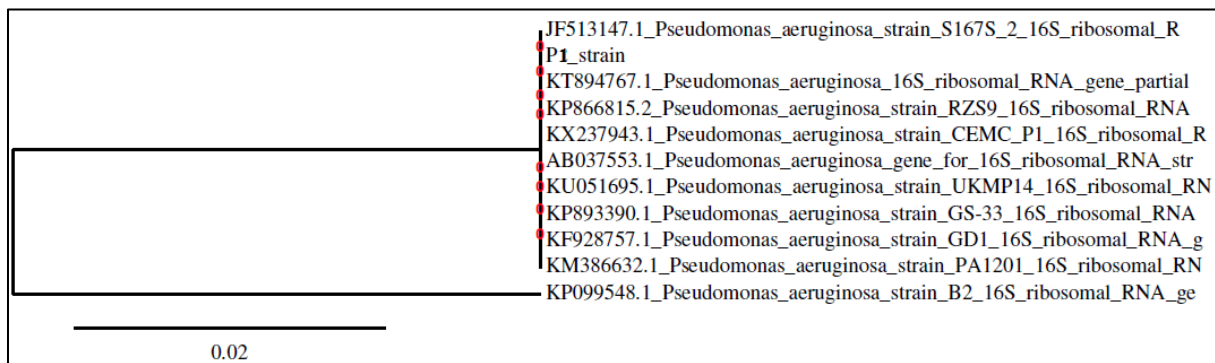 JF513147.1_Pseudomonas_aeruginosa_strain_S167S_2_16S_ribosomal_R
P1_strain
KT894767.1_Pseudomonas_aeruginosa_16S_ribosomal_RNA_gene_partial
KP866815.2_Pseudomonas_aeruginosa_strain_RZS9_16S_ribosomal_RNA
KX237943.1_Pseudomonas_aeruginosa_strain_CEMC_P1_16S_ribosomal_R
AB037553.1_Pseudomonas_aeruginosa_gene_for_16S_ribosomal_RNA_str
KU051695.1_Pseudomonas_aeruginosa_strain_UKMP14_16S_ribosomal_RN
KP893390.1_Pseudomonas_aeruginosa_strain_GS-33_16S_ribosomal_RNA
KF928757.1_Pseudomonas_aeruginosa_strain_GD1_16S_ribosomal_RNA_g
KM386632.1_Pseudomonas_aeruginosa_strain_PA1201_16S_ribosomal_RN
KP099548.1_Pseudomonas_aeruginosa_strain_B2_16S_ribosomal_RNA_ge
0.02